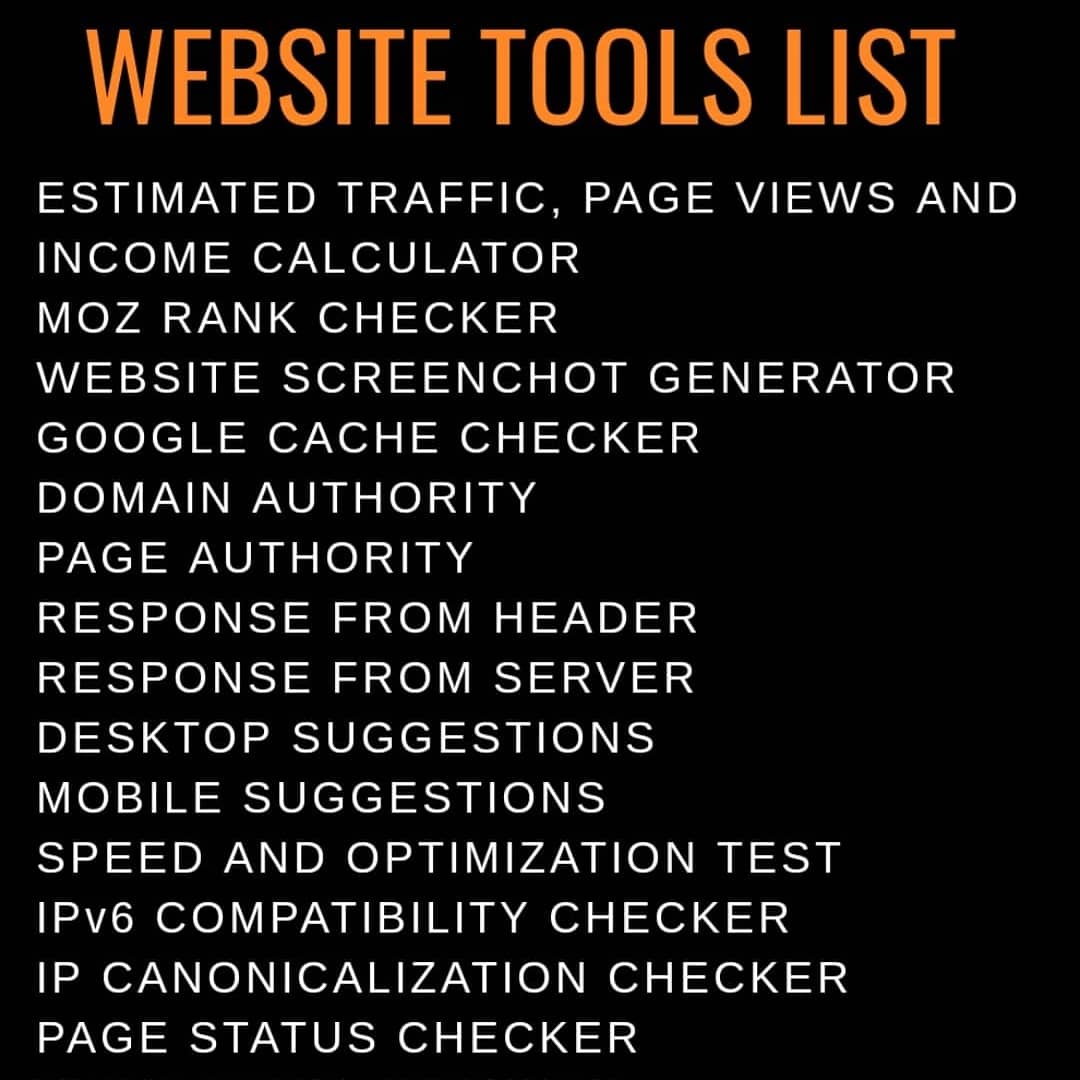 WEBSITE TOOLS LIST
ESTIMATED TRAFFIC, PAGE VIEWS AND
INCOME CALCULATOR
MOZ RANK CHECKER
WEBSITE SCREENCHOT GENERATOR
GOOGLE CACHE CHECKER
DOMAIN AUTHORITY
PAGE AUTHORITY
RESPONSE FROM HEADER
RESPONSE FROM SERVER
DESKTOP SUGGESTIONS
MOBILE SUGGESTIONS
SPEED AND OPTIMIZATION TEST
IPv6 COMPATIBILITY CHECKER
IP CANONICALIZATION CHECKER
PAGE STATUS CHECKER